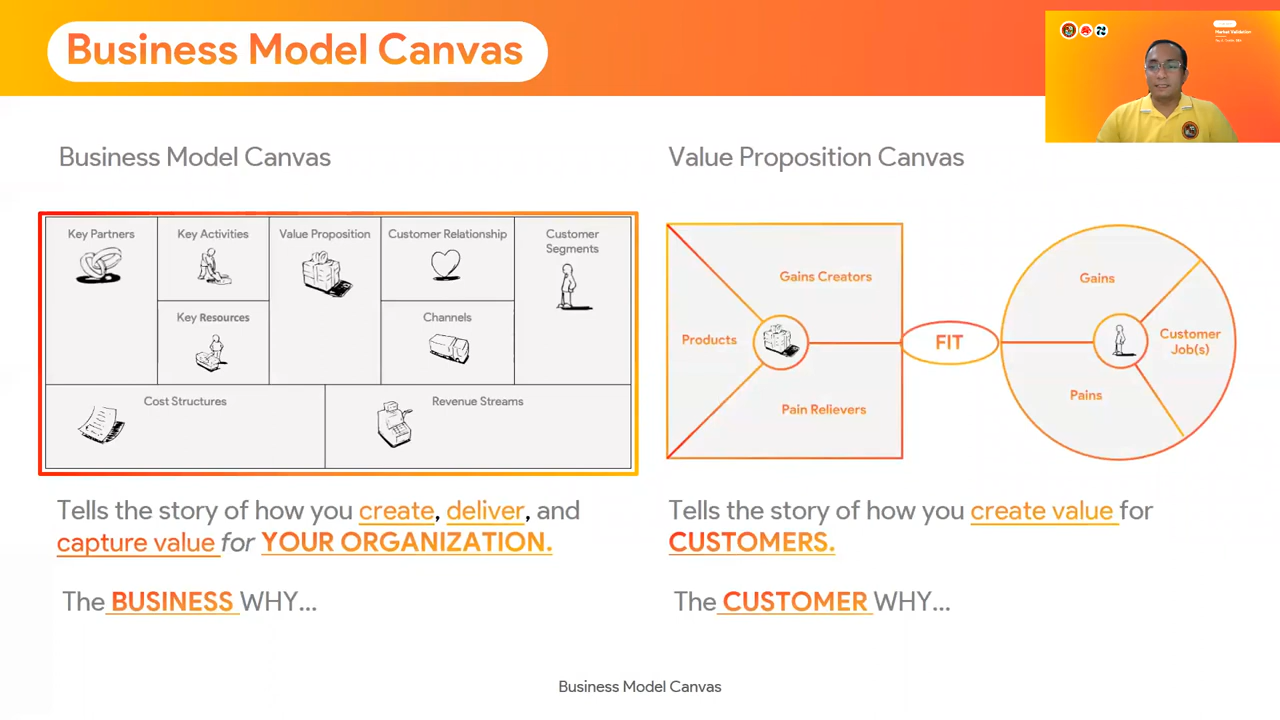 Business Model Canvas
Market Validation
Business Model Canvas
Value Proposition Canvas
Key Partners
Key Activities
Value Proposition
Customer Relationship
Customer
Segments
Key Resources
Channels
Cost Structures
Revenue Streams
Gains Creators
Products
Pain Relievers
FIT
Gains
Customer
Job(s)
Pains
Tells the story of how you create, deliver, and
capture value for YOUR ORGANIZATION.
The BUSINESS WHY...
Tells the story of how you create value for
CUSTOMERS.
The CUSTOMER WHY...
Business Model Canvas